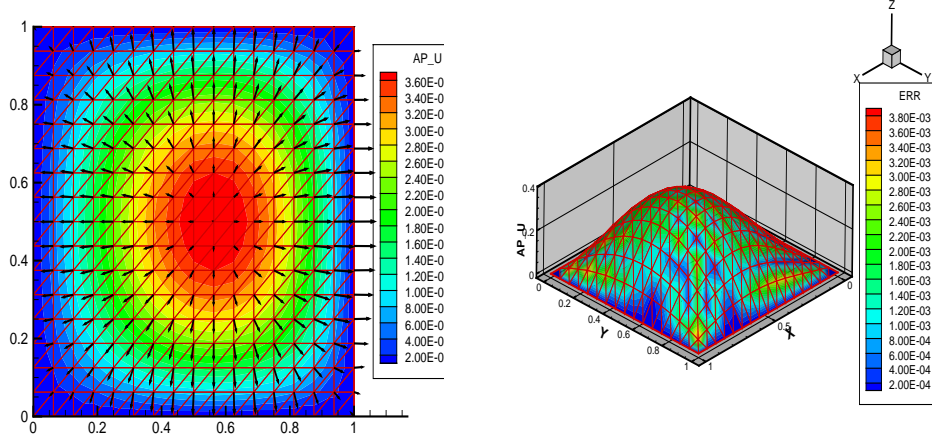 1
0.8
0.6
0.4
0.2
0
0 0.2 0.4 0.6 0.8 1
AP_U
3.60E-0
3.40E-0
3.20E-0
3.00E-0
2.80E-0
2.60E-0
2.40E-0
2.20E-0
2.00E-0
1.80E-0
1.60E-0
1.40E-0
1.20E-0
1.00E-0
8.00E-0
6.00E-0
4.00E-0
2.00E-0
Z
X Y
0.4
0.2
0
AP_U
0 0.2 0.4 0.6 0.8 1
Y
1 0.5 0
X
ERR
3.80E-03
3.60E-03
3.40E-03
3.20E-03
3.00E-03
2.80E-03
2.60E-03
2.40E-03
2.20E-03
2.00E-03
1.80E-03
1.60E-03
1.40E-03
1.20E-03
1.00E-03
8.00E-04
6.00E-04
4.00E-04
2.00E-04